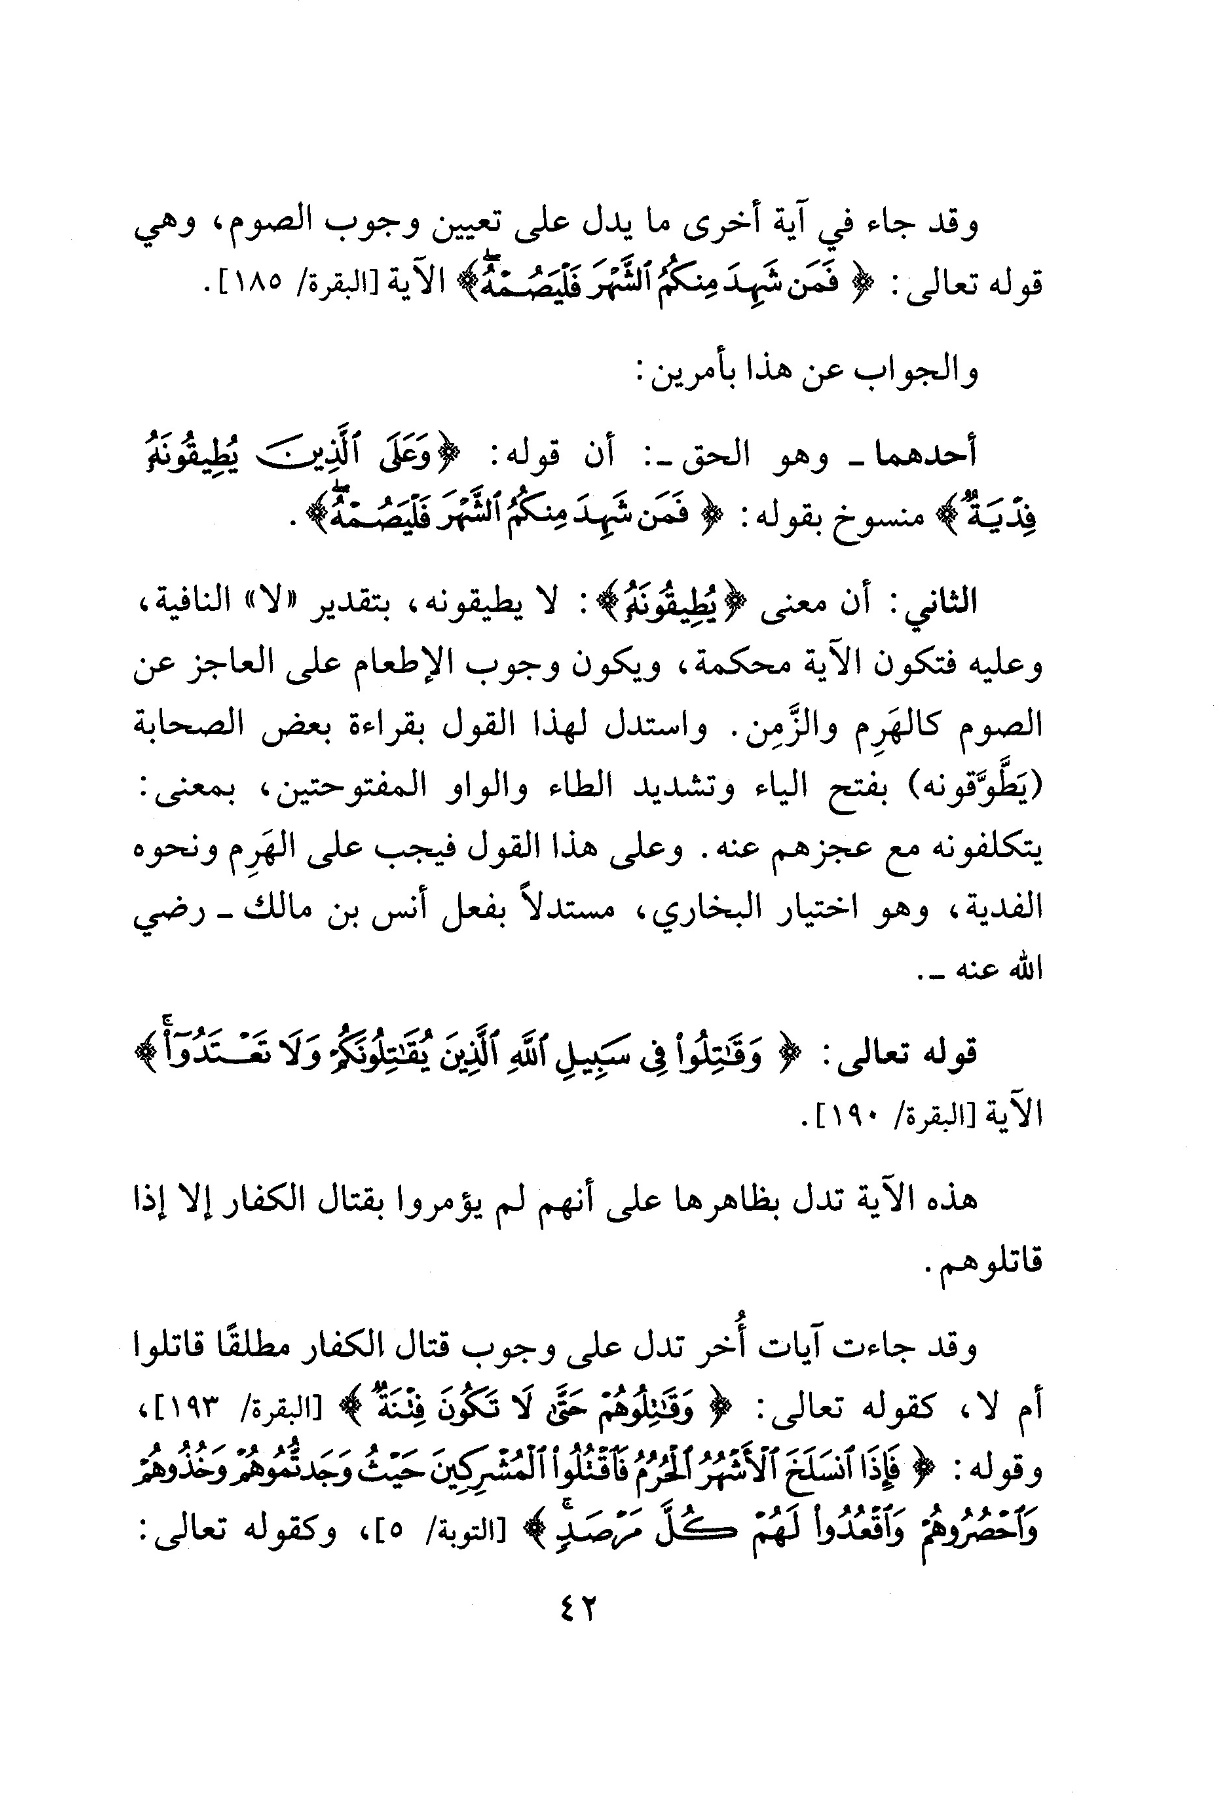 وقد جاء في آية أخرى ما يدل على تعيين وجوب الصوم، وهي
قوله تعالى: ﴿ فَمَن شَهِدَ مِنكُمُ ٱلشَّهْرَ فَلْيَصُمْهُۖ﴾ الآية [البقرة/ ١٨٥].
والجواب عن هذا بأمرين:
أحدهما ـ وهو الحق ـ: أن قوله: ﴿وَعَلَى ٱلَّذِينَ يُطِيقُونَهُۥ
فِدْيَةٌ﴾ منسوخ بقوله: ﴿ فَمَن شَهِدَ مِنكُمُ ٱلشَّهْرَ فَلْيَصُمْهُۖ﴾.
الثاني: أن معنى ﴿يُطِيقُونَهُۥ﴾: لا يطيقونه، بتقدير «لا» النافية،
وعليه فتكون الآية محكمة، ويكون وجوب الإطعام على العاجز عن
الصوم كالهَرِم والزَّمِن. واستدل لهذا القول بقراءة بعض الصحابة
(يَطَّوَّقونه) بفتح الياء وتشديد الطاء والواو المفتوحتين، بمعنى:
يتكلفونه مع عجزهم عنه. وعلى هذا القول فيجب على الهَرِم ونحوه
الفدية، وهو اختيار البخاري، مستدلاً بفعل أنس بن مالك ـ رضي
الله عنه ـ.
قوله تعالى: ﴿ وَقَٰتِلُوا۟ فِى سَبِيلِ ٱللَّهِ ٱلَّذِينَ يُقَٰتِلُونَكُمْ وَلَا تَعْتَدُوٓا۟ۚ﴾
الآية [البقرة/ ١٩٠].
هذه الآية تدل بظاهرها على أنهم لم يؤمروا بقتال الكفار إلا إذا
قاتلوهم.
وقد جاءت آيات أُخر تدل على وجوب قتال الكفار مطلقًا قاتلوا
أم لا، كقوله تعالى: ﴿ وَقَٰتِلُوهُمْ حَتَّىٰ لَا تَكُونَ فِتْنَةٌ ﴾ [البقرة/ ١٩٣]،
وقوله: ﴿ فَإِذَا ٱنسَلَخَ ٱلْأَشْهُرُ ٱلْحُرُمُ فَٱقْتُلُوا۟ ٱلْمُشْرِكِينَ حَيْثُ وَجَدتُّمُوهُمْ وَخُذُوهُمْ
وَٱحْصُرُوهُمْ وَٱقْعُدُوا۟ لَهُمْ كُلَّ مَرْصَدٍۚ ﴾ [التوبة/ ٥]، وكقوله تعالى:
٤٢